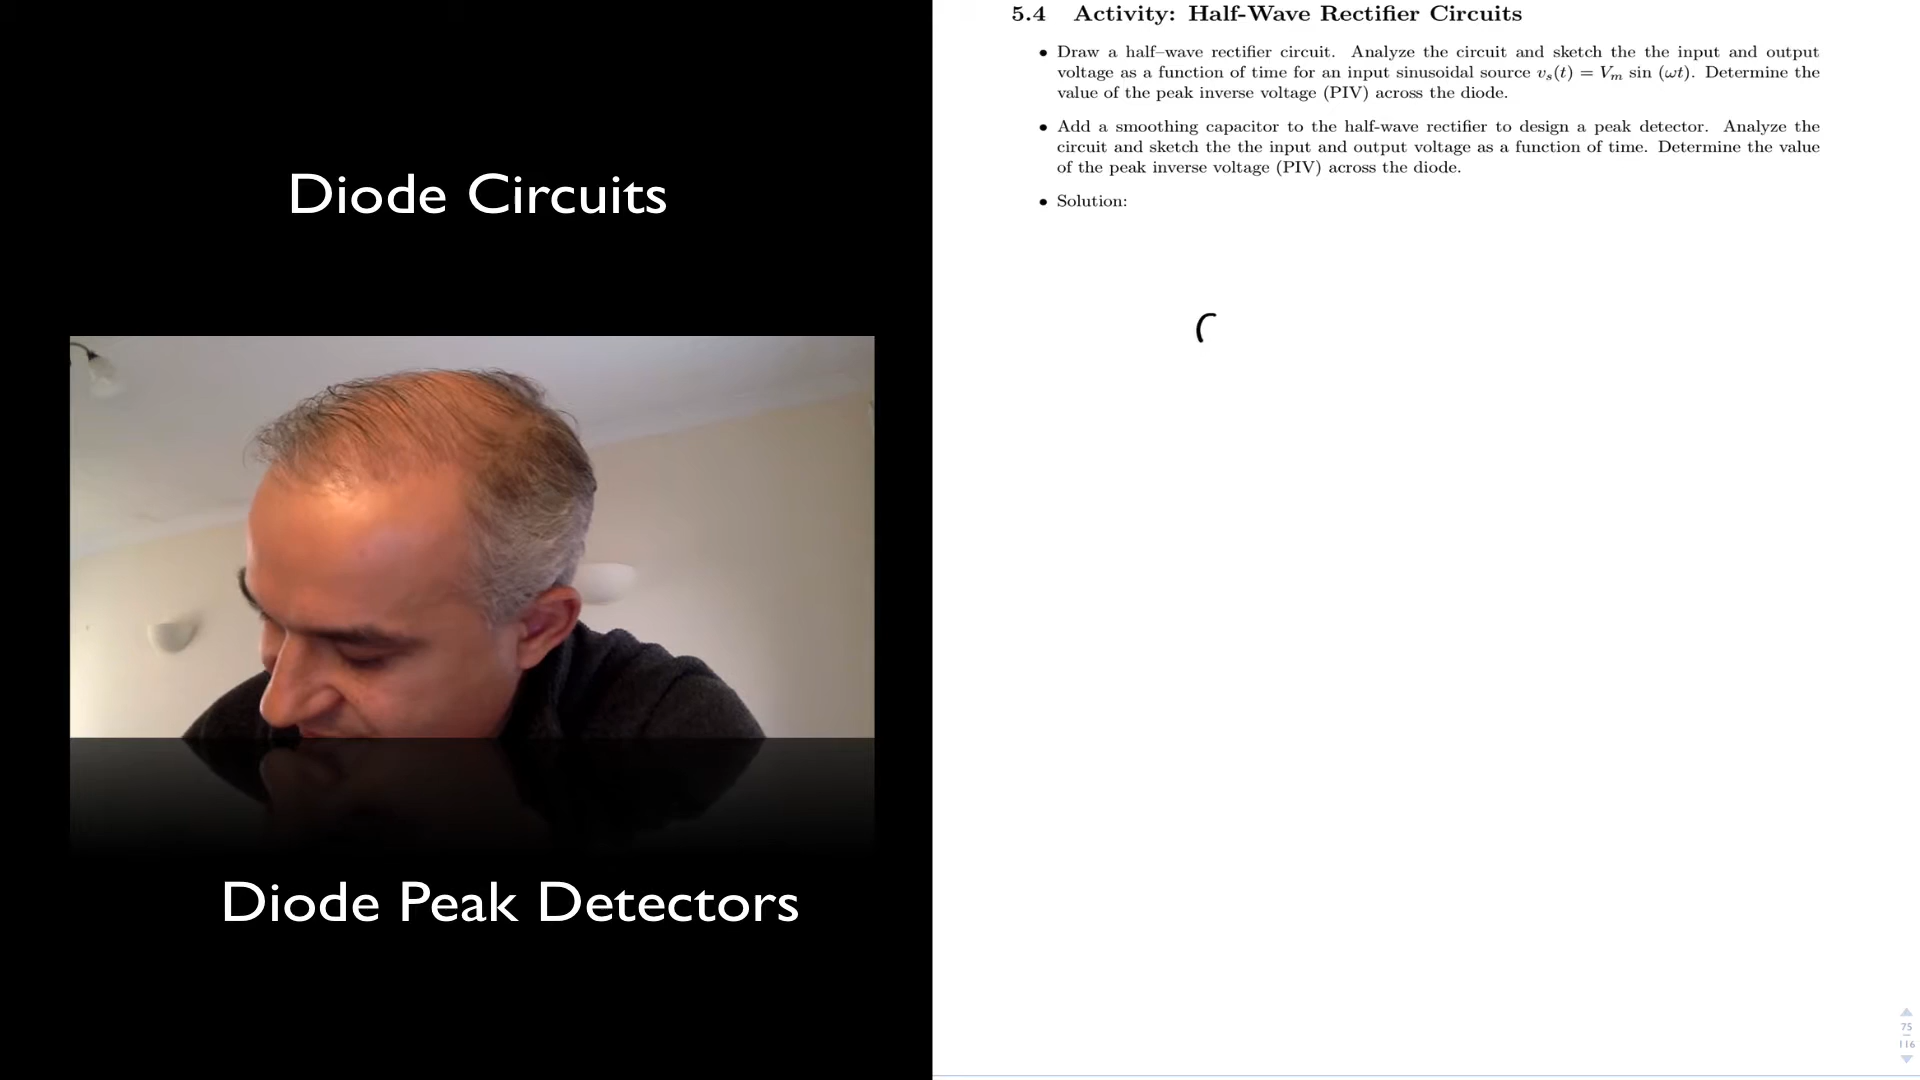 Diode Circuits
Diode Peak Detectors
5.4 Activity: Half-Wave Rectifier Circuits
• Draw a half–wave rectifier circuit. Analyze the circuit and sketch the the input and output
voltage as a function of time for an input sinusoidal source vₛ(t) = Vₘ sin (ωt). Determine the
value of the peak inverse voltage (PIV) across the diode.
• Add a smoothing capacitor to the half-wave rectifier to design a peak detector. Analyze the
circuit and sketch the the input and output voltage as a function of time. Determine the value
of the peak inverse voltage (PIV) across the diode.
• Solution:
75
116